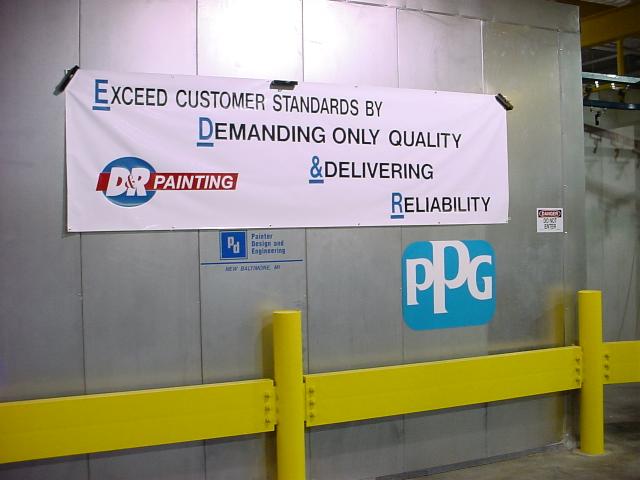 EXCEED CUSTOMER STANDARDS BY
DEMANDING ONLY QUALITY
&DELIVERING
RELIABILITY
D&R PAINTING
Pd
Painter
Design and
Engineering
NEW BALTIMORE, MI
PPG
DANGER
DO NOT
ENTER